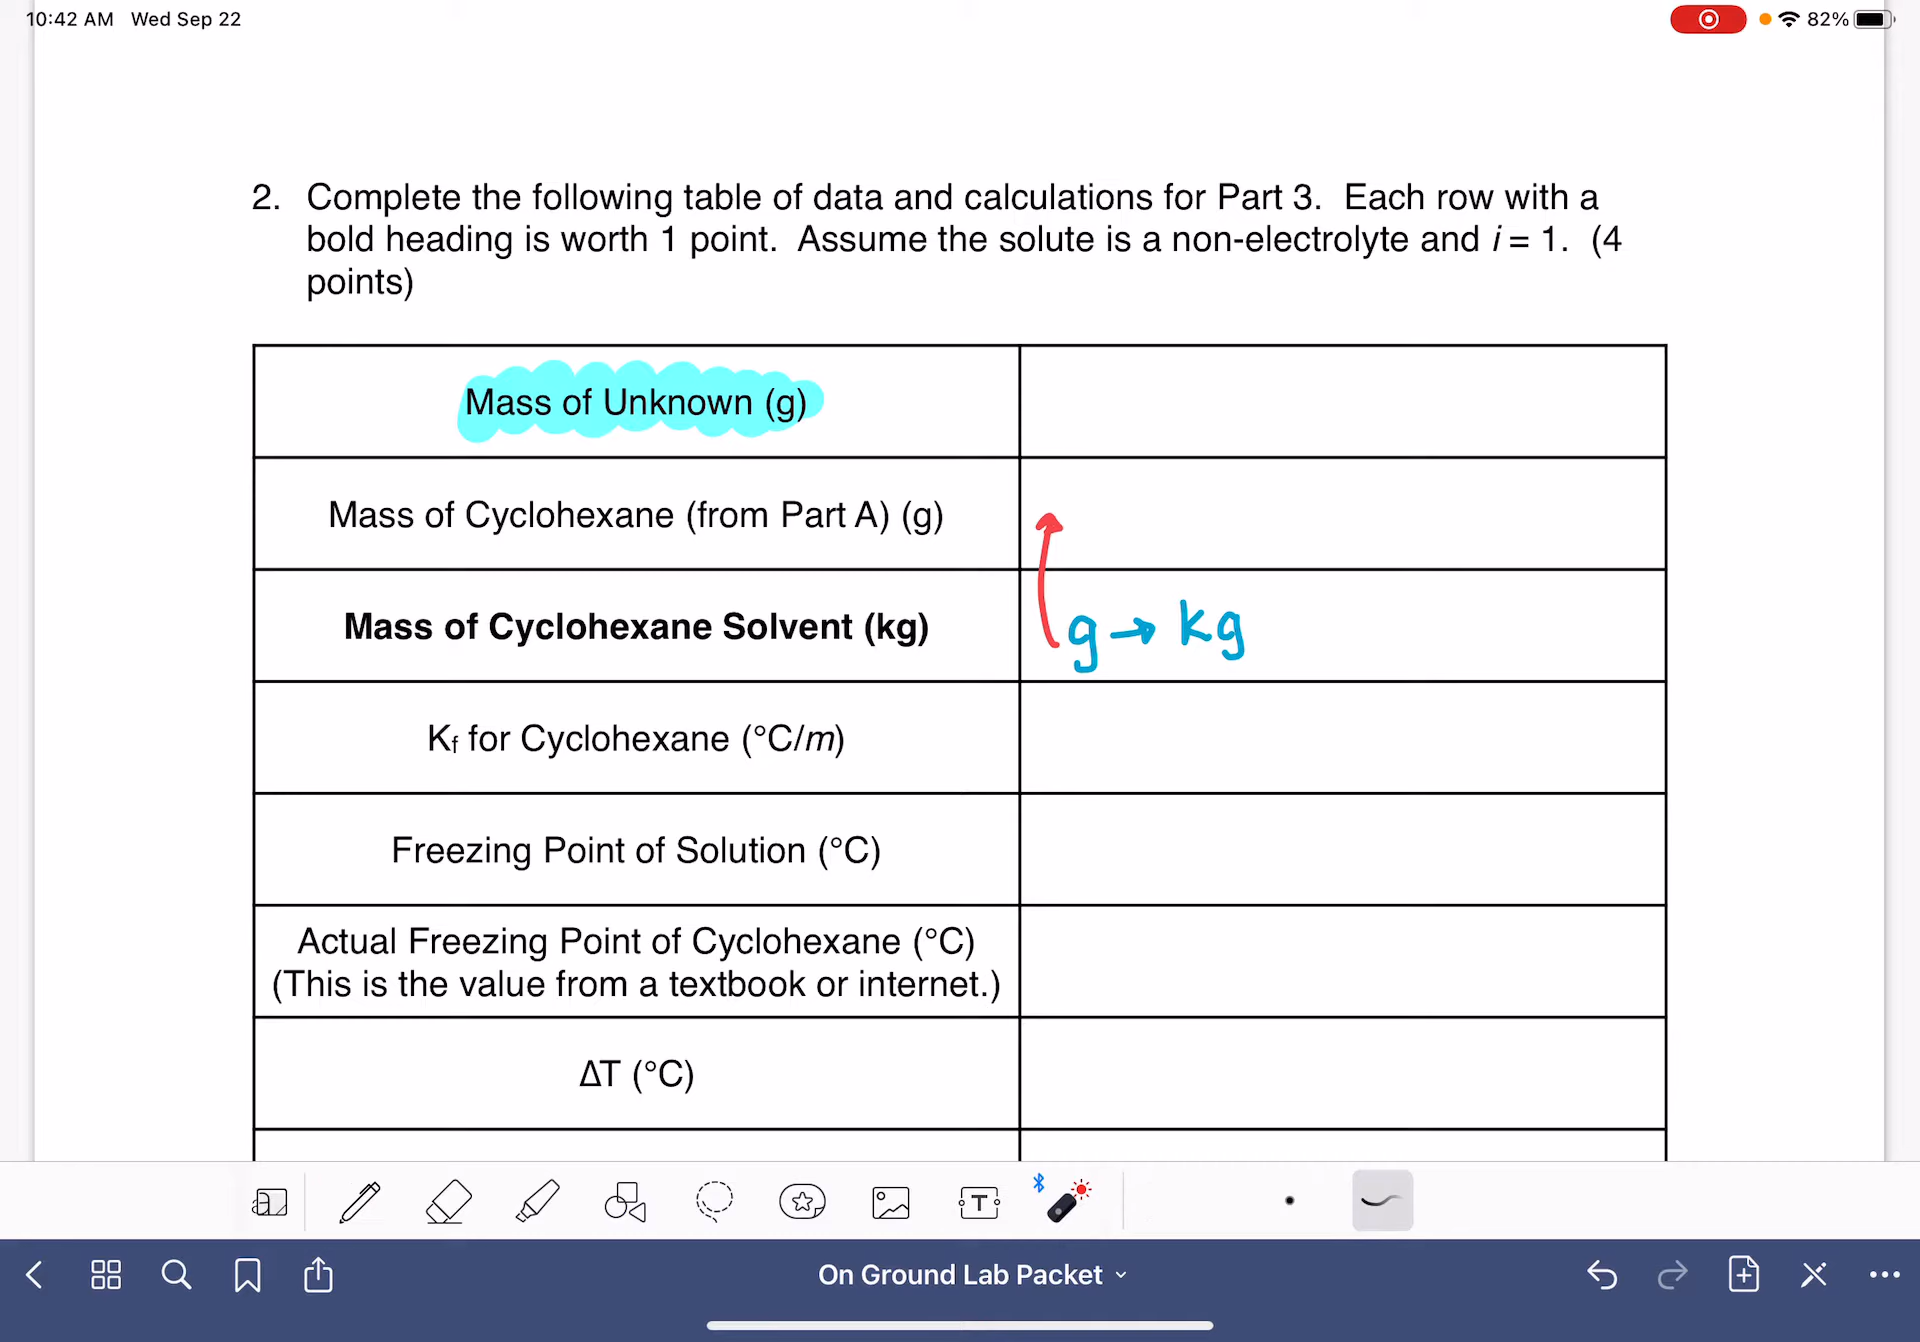 10:42 AM Wed Sep 22
82%
2. Complete the following table of data and calculations for Part 3. Each row with a
bold heading is worth 1 point. Assume the solute is a non-electrolyte and i = 1. (4
points)
Mass of Unknown (g)
Mass of Cyclohexane (from Part A) (g)
Mass of Cyclohexane Solvent (kg)
g → kg
Kf for Cyclohexane (°C/m)
Freezing Point of Solution (°C)
Actual Freezing Point of Cyclohexane (°C)
(This is the value from a textbook or internet.)
ΔT (°C)
a
T
On Ground Lab Packet